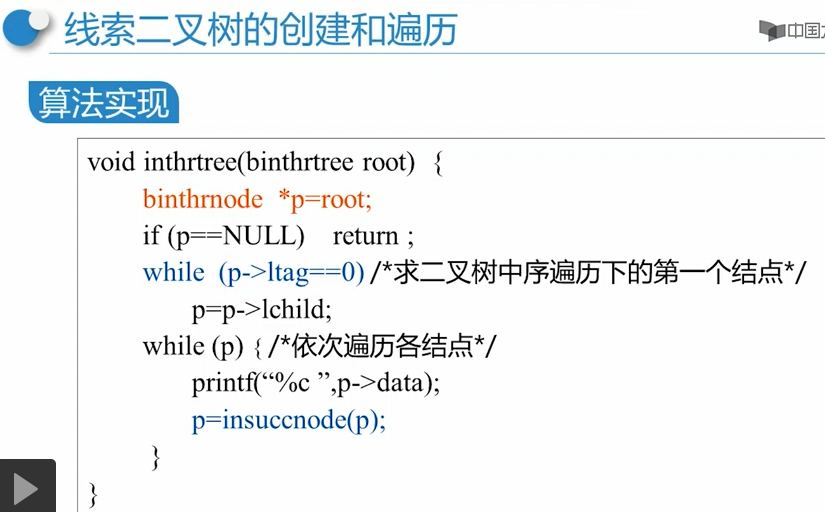 线索二叉树的创建和遍历
中国
算法实现
void inthrtree(binthrtree root) {
binthrnode *p=root;
if (p==NULL) return ;
while (p->ltag==0)/*求二叉树中序遍历下的第一个结点*/
p=p->lchild;
while (p) {/*依次遍历各结点*/
printf(“%c ”,p->data);
p=insuccnode(p);
}
}